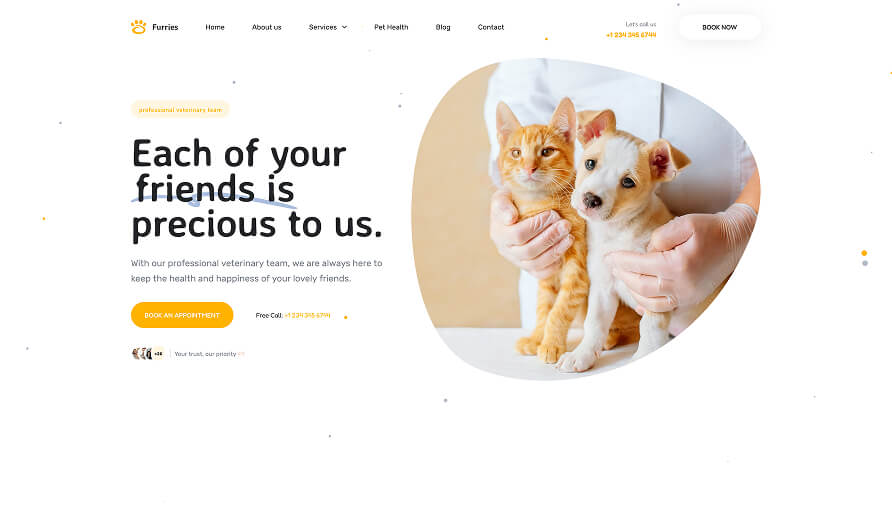 Furries
Home
About us
Services
Pet Health
Blog
Contact
Let's call us
+1 234 345 6744
BOOK NOW
professional veterinary team
Each of your
friends is
precious to us.
With our professional veterinary team, we are always here to
keep the health and happiness of your lovely friends.
BOOK AN APPOINTMENT
Free Call: +1 234 345 6744
+36
Your trust, our priority